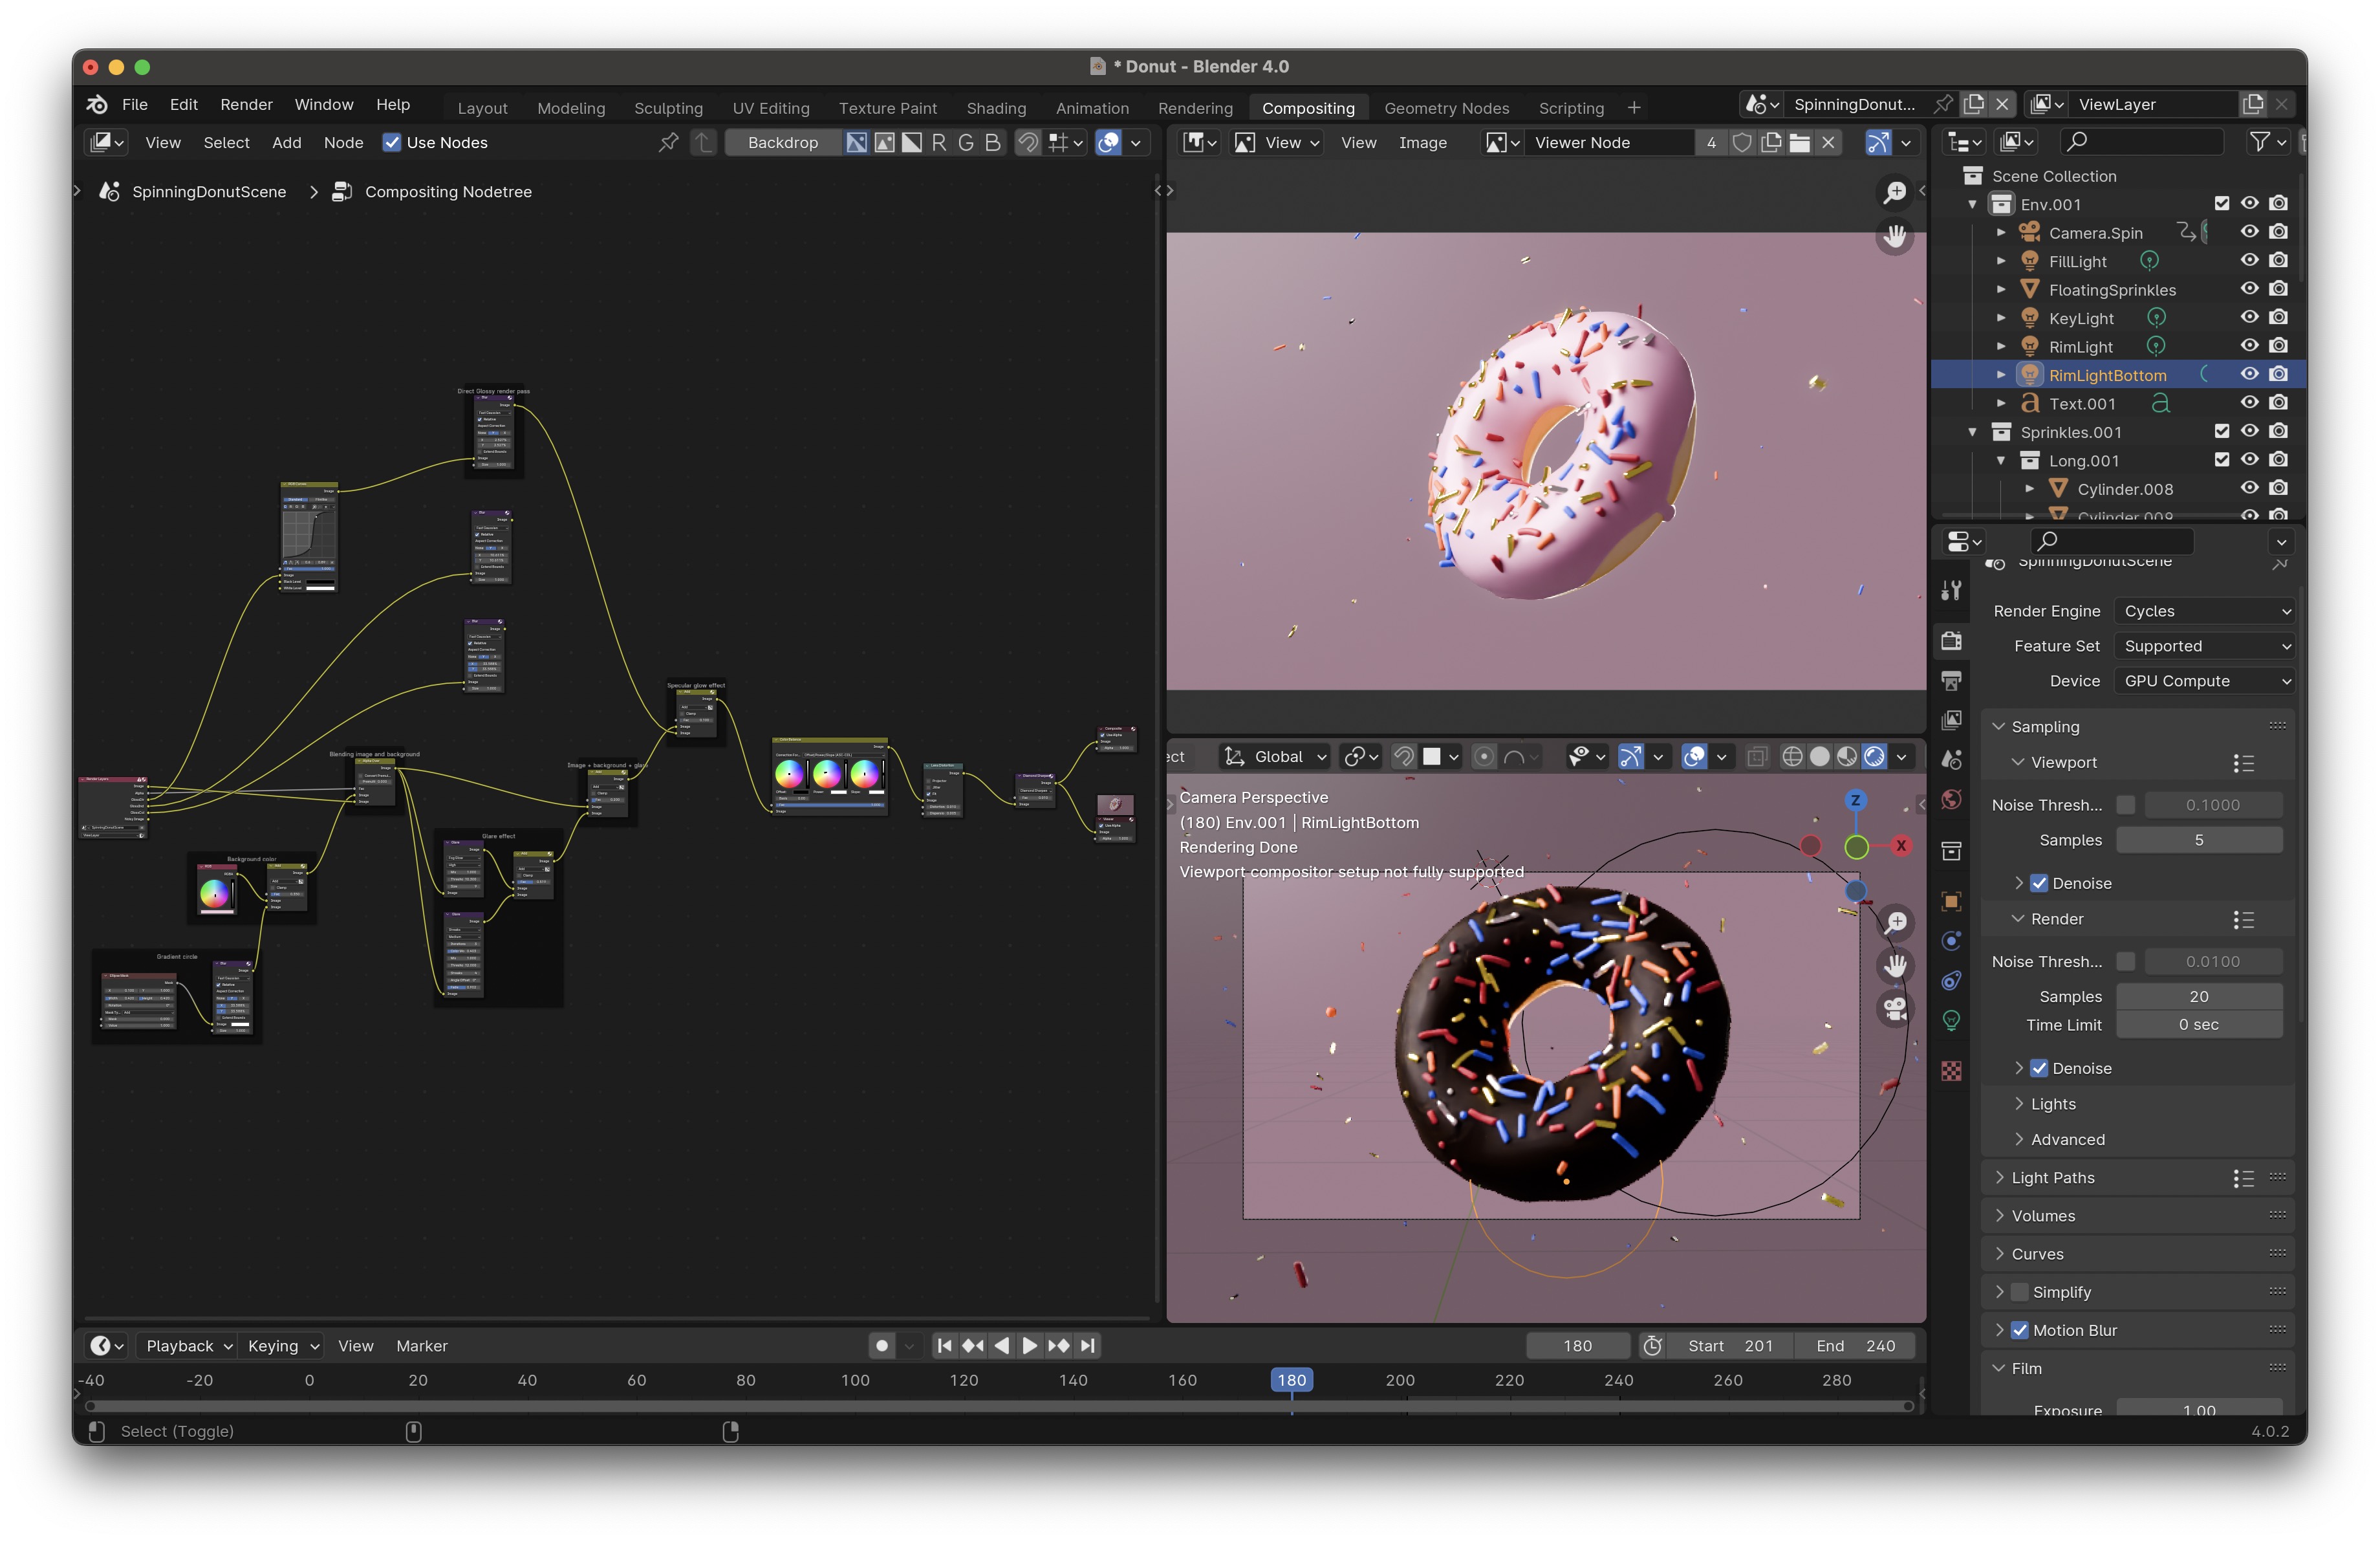 * Donut - Blender 4.0
File Edit Render Window Help
Layout Modeling Sculpting UV Editing Texture Paint Shading Animation Rendering Compositing Geometry Nodes Scripting +
SpinningDonut... ViewLayer
View Select Add Node Use Nodes Backdrop R G B
SpinningDonutScene > Compositing Nodetree
Direct Glossy render pass
Specular glow effect
Blending image and background
Image + background + glare
Background color
Glare effect
Gradient circle
View View Image Viewer Node 4
Global
Camera Perspective
(180) Env.001 | RimLightBottom
Rendering Done
Viewport compositor setup not fully supported
Z
X
Scene Collection
Env.001
Camera.Spin
FillLight
FloatingSprinkles
KeyLight
RimLight
RimLightBottom
Text.001
Sprinkles.001
Long.001
Cylinder.008
Cylinder.009
SpinningDonutScene
Render Engine Cycles
Feature Set Supported
Device GPU Compute
Sampling
Viewport
Noise Thresh... 0.1000
Samples 5
Denoise
Render
Noise Thresh... 0.0100
Samples 20
Time Limit 0 sec
Denoise
Lights
Advanced
Light Paths
Volumes
Curves
Simplify
Motion Blur
Film
Exposure 1.00
Playback Keying View Marker
180 Start 201 End 240
-40 -20 0 20 40 60 80 100 120 140 160 180 200 220 240 260 280
Select (Toggle)
4.0.2